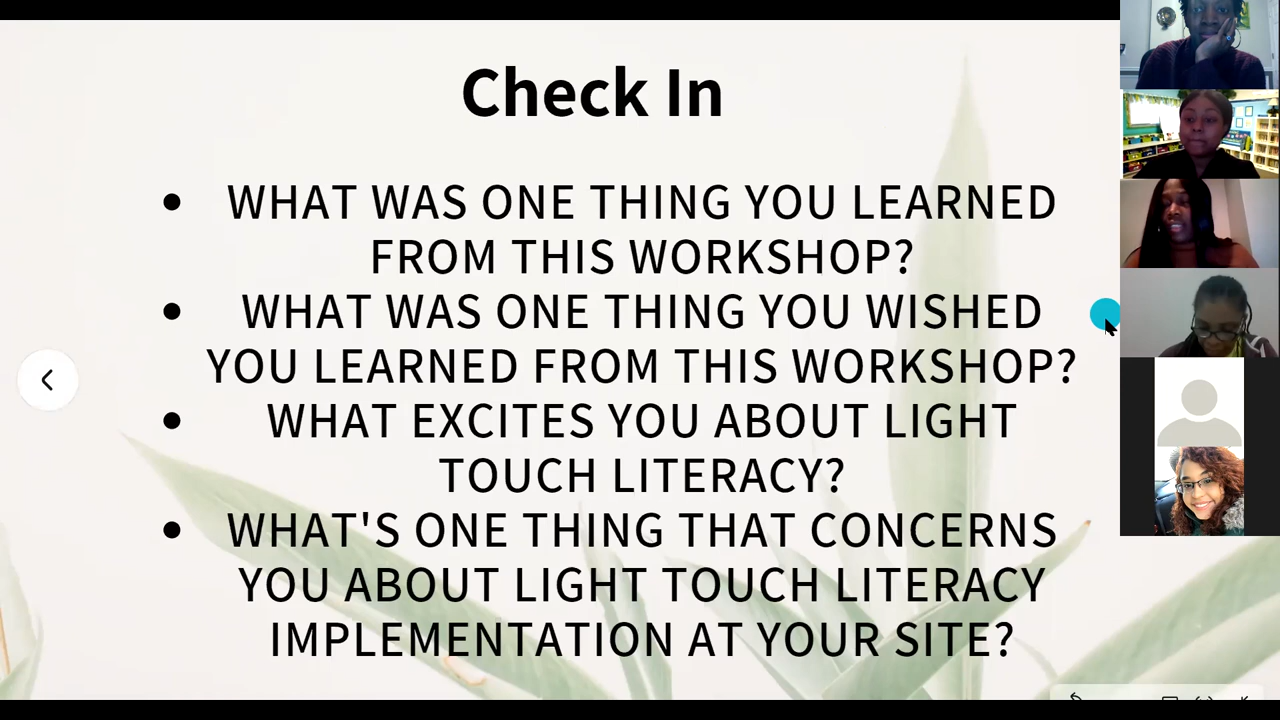 Check In
• WHAT WAS ONE THING YOU LEARNED
FROM THIS WORKSHOP?
• WHAT WAS ONE THING YOU WISHED
YOU LEARNED FROM THIS WORKSHOP?
• WHAT EXCITES YOU ABOUT LIGHT
TOUCH LITERACY?
• WHAT'S ONE THING THAT CONCERNS
YOU ABOUT LIGHT TOUCH LITERACY
IMPLEMENTATION AT YOUR SITE?